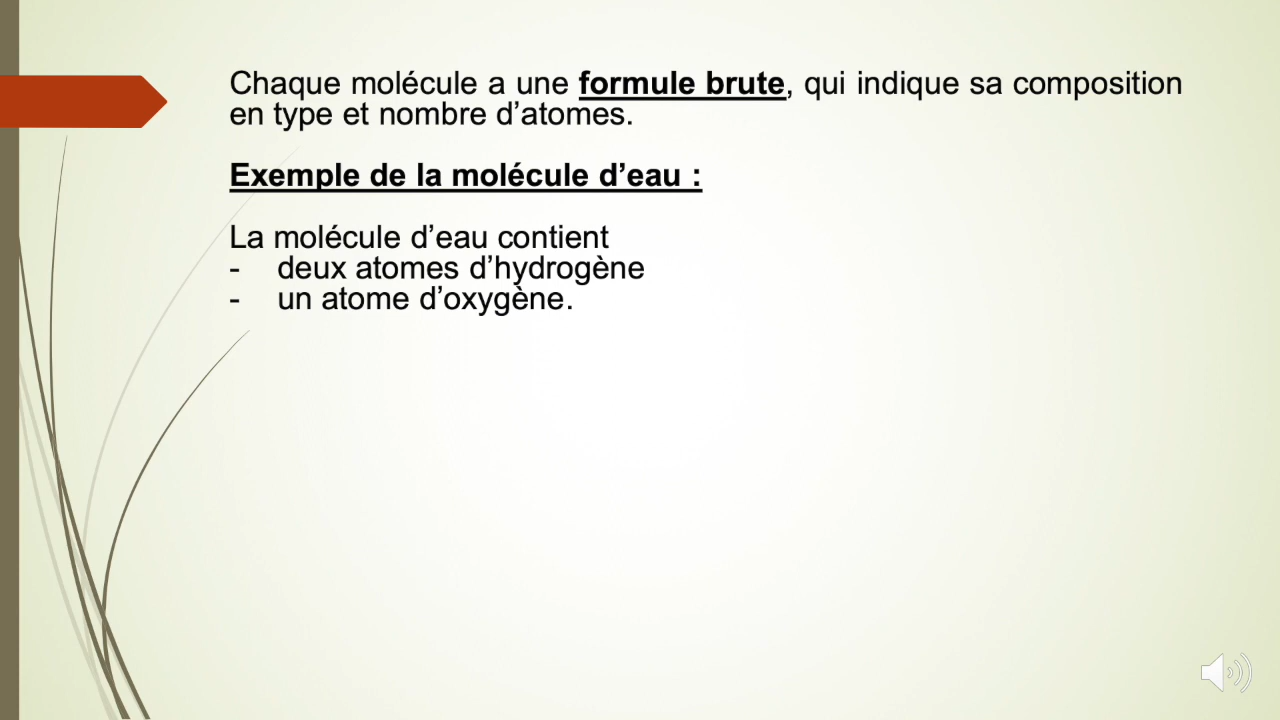 Chaque molécule a une formule brute, qui indique sa composition
en type et nombre d’atomes.
Exemple de la molécule d’eau :
La molécule d’eau contient
- deux atomes d’hydrogène
- un atome d’oxygène.